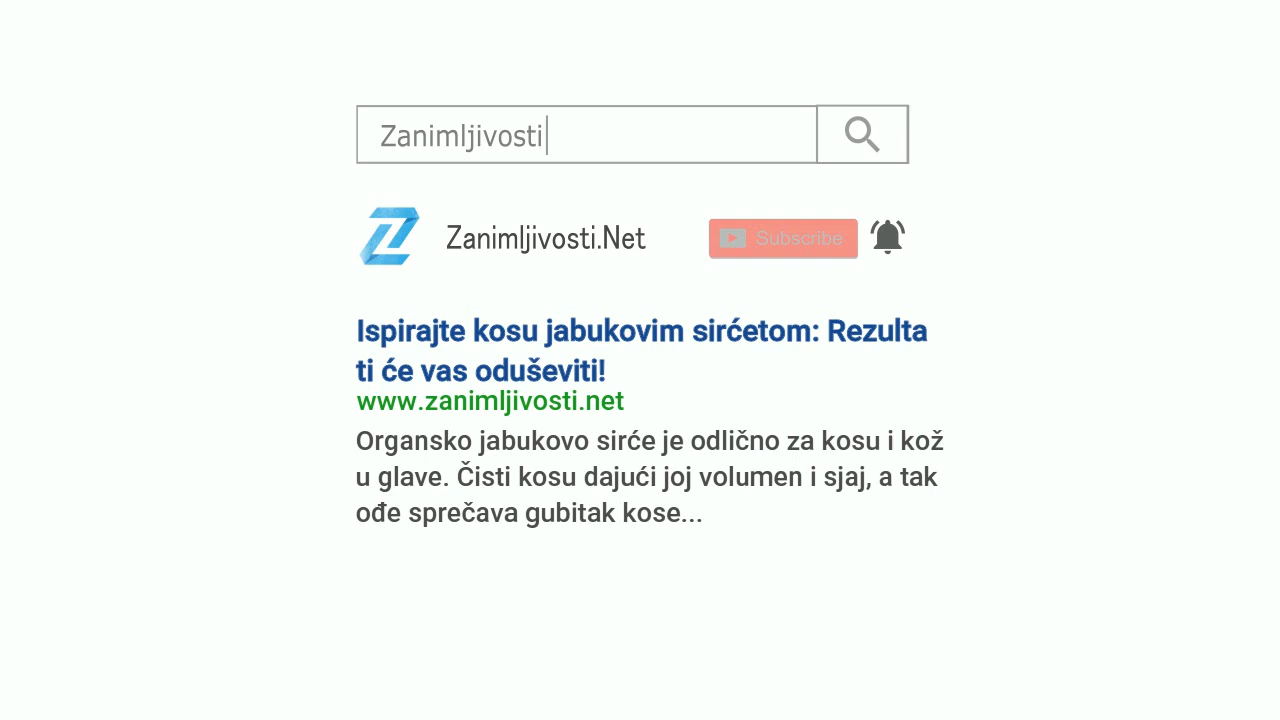 Zanimljivosti
Zanimljivosti.Net
Subscribe
Ispirajte kosu jabukovim sirćetom: Rezulta
ti će vas oduševiti!
www.zanimljivosti.net
Organsko jabukovo sirće je odlično za kosu i kož
u glave. Čisti kosu dajući joj volumen i sjaj, a tak
ođe sprečava gubitak kose...